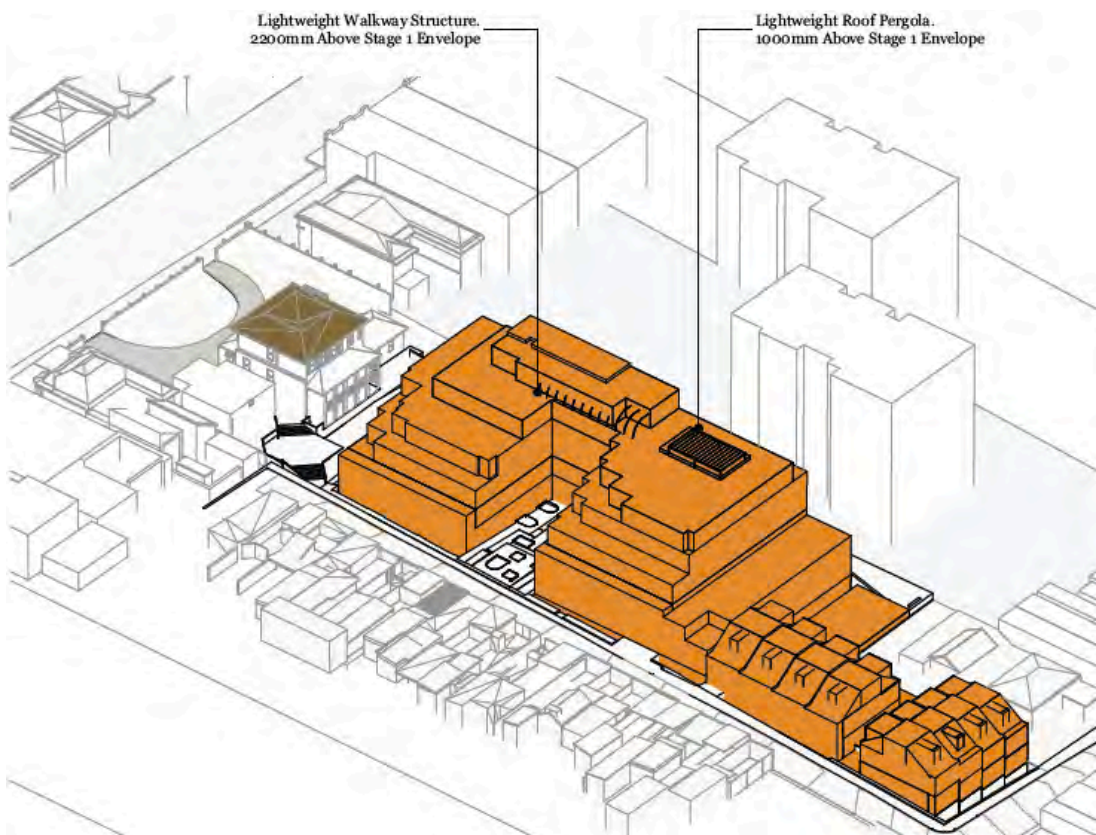 Lightweight Walkway Structure.
2200mm Above Stage 1 Envelope
Lightweight Roof Pergola.
1000mm Above Stage 1 Envelope